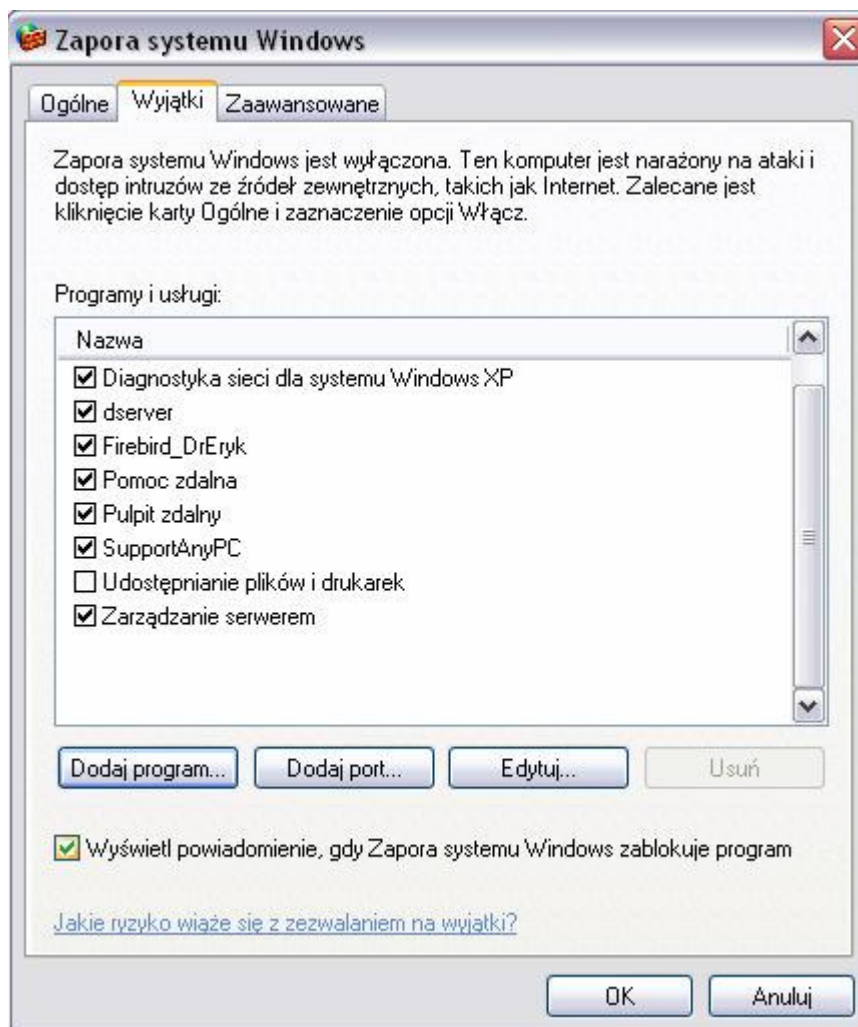 Zapora systemu Windows
Ogólne Wyjątki Zaawansowane
Zapora systemu Windows jest wyłączona. Ten komputer jest narażony na ataki i
dostęp intruzów ze źródeł zewnętrznych, takich jak Internet. Zalecane jest
kliknięcie karty Ogólne i zaznaczenie opcji Włącz.
Programy i usługi:
Nazwa
Diagnostyka sieci dla systemu Windows XP
dserver
Firebird_DrEryk
Pomoc zdalna
Pulpit zdalny
SupportAnyPC
Udostępnianie plików i drukarek
Zarządzanie serwerem
Dodaj program... Dodaj port... Edytuj... Usuń
Wyświetl powiadomienie, gdy Zapora systemu Windows zablokuje program
Jakie ryzyko wiąże się z zezwalaniem na wyjątki?
OK Anuluj